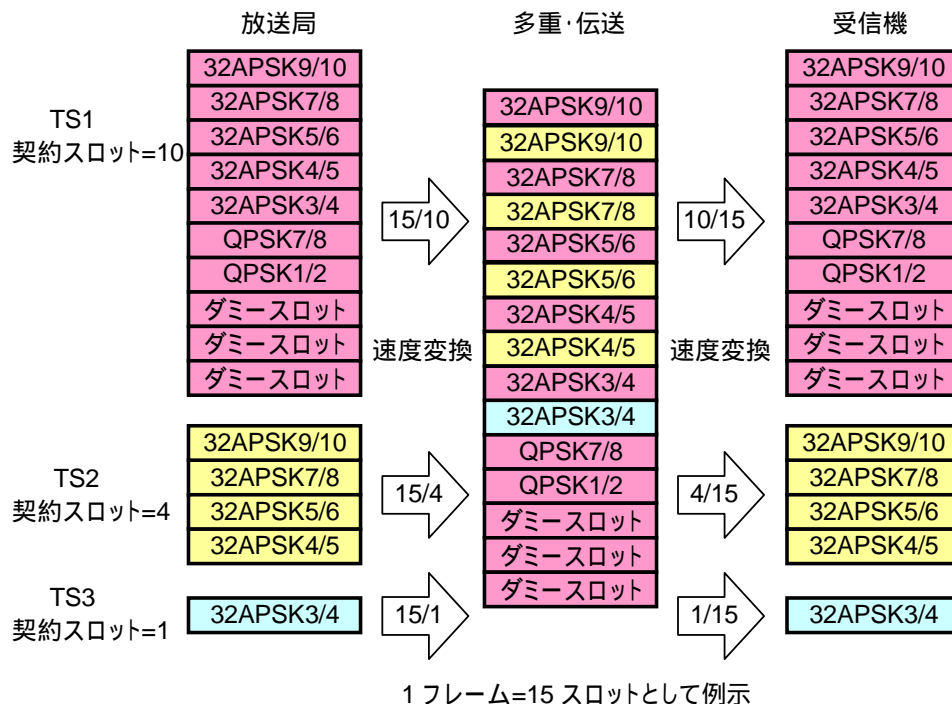 放送局
多重・伝送
受信機
TS1
契約スロット=10
32APSK9/10
32APSK7/8
32APSK5/6
32APSK4/5
32APSK3/4
QPSK7/8
QPSK1/2
ダミースロット
ダミースロット
ダミースロット
TS2
契約スロット=4
32APSK9/10
32APSK7/8
32APSK5/6
32APSK4/5
TS3
契約スロット=1
32APSK3/4
15/10
速度変換
15/4
15/1
32APSK9/10
32APSK9/10
32APSK7/8
32APSK7/8
32APSK5/6
32APSK5/6
32APSK4/5
32APSK4/5
32APSK3/4
32APSK3/4
QPSK7/8
QPSK1/2
ダミースロット
ダミースロット
ダミースロット
10/15
速度変換
4/15
1/15
32APSK9/10
32APSK7/8
32APSK5/6
32APSK4/5
32APSK3/4
QPSK7/8
QPSK1/2
ダミースロット
ダミースロット
ダミースロット
32APSK9/10
32APSK7/8
32APSK5/6
32APSK4/5
32APSK3/4
1 フレーム=15 スロットとして例示